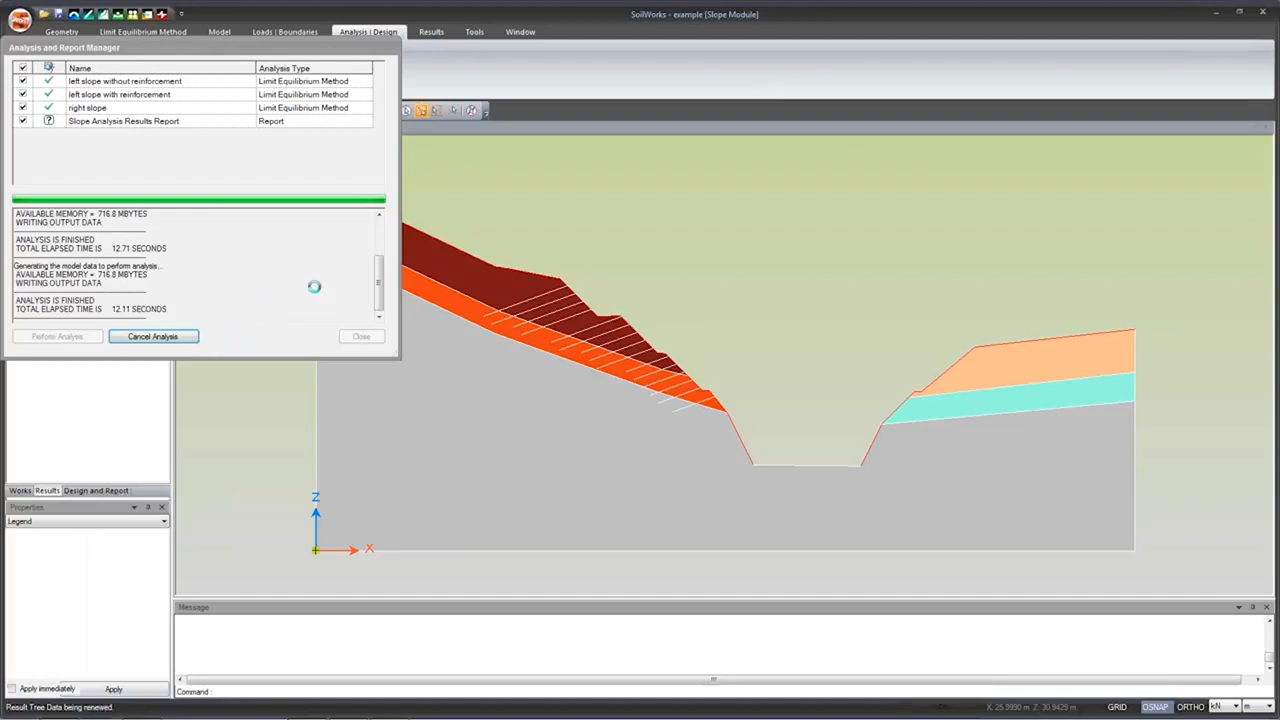 SoilWorks - example [Slope Module]
Geometry Limit Equilibrium Method Model Loads | Boundaries Analysis | Design Results Tools Window
Analysis and Report Manager
Name Analysis Type
left slope without reinforcement Limit Equilibrium Method
left slope with reinforcement Limit Equilibrium Method
right slope Limit Equilibrium Method
Slope Analysis Results Report Report
AVAILABLE MEMORY = 716.8 MBYTES
WRITING OUTPUT DATA
ANALYSIS IS FINISHED
TOTAL ELAPSED TIME IS 12.71 SECONDS
Generating the model data to perform analysis...
AVAILABLE MEMORY = 716.8 MBYTES
WRITING OUTPUT DATA
ANALYSIS IS FINISHED
TOTAL ELAPSED TIME IS 12.11 SECONDS
Perform Analysis Cancel Analysis Close
Z
X
Works Results Design and Report
Properties
Legend
Message
Apply immediately Apply
Command :
Result Tree Data being renewed. X: 25.9990 m Z: 30.9429 m GRID OSNAP ORTHO kN m